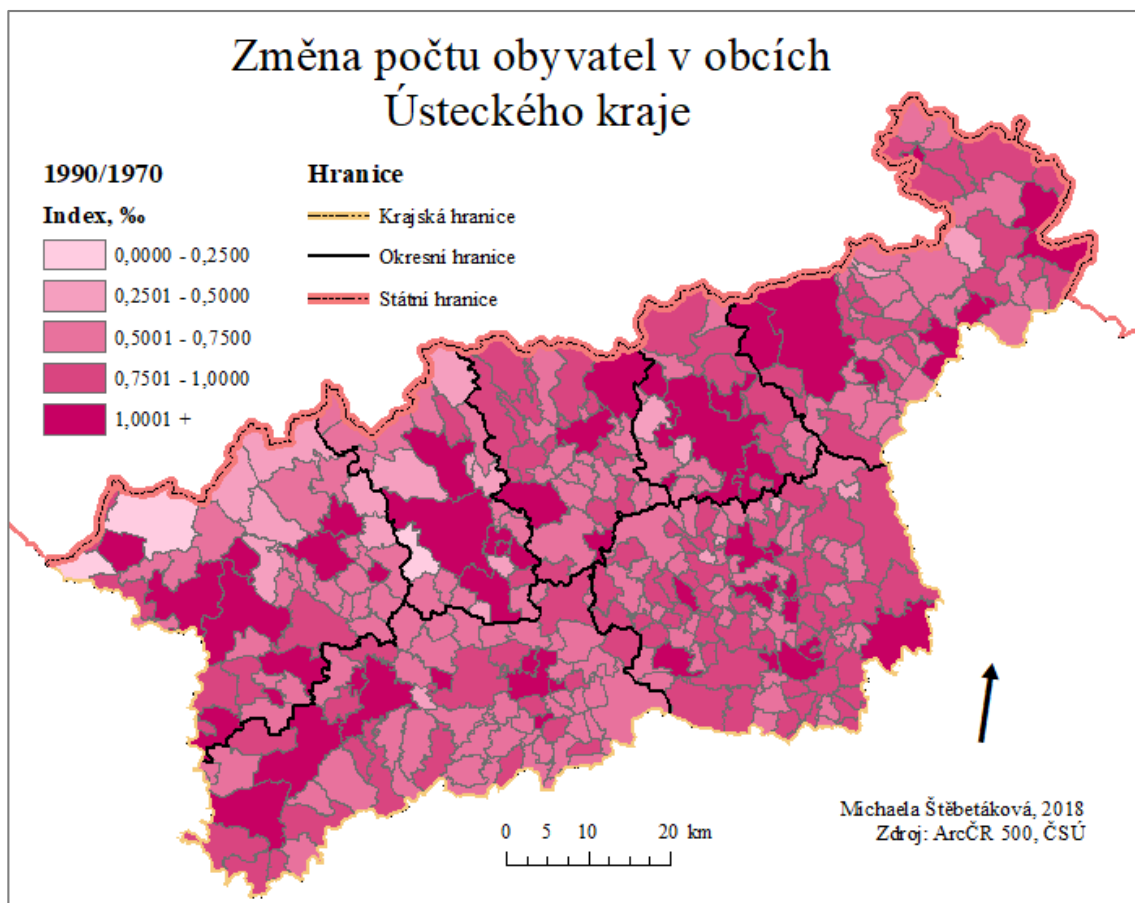 Změna počtu obyvatel v obcích
Ústeckého kraje
1990/1970
Index, ‰
0,0000 - 0,2500
0,2501 - 0,5000
0,5001 - 0,7500
0,7501 - 1,0000
1,0001 +
Hranice
Krajská hranice
Okresní hranice
Státní hranice
0 5 10 20 km
Michaela Štěbetáková, 2018
Zdroj: ArcČR 500, ČSÚ